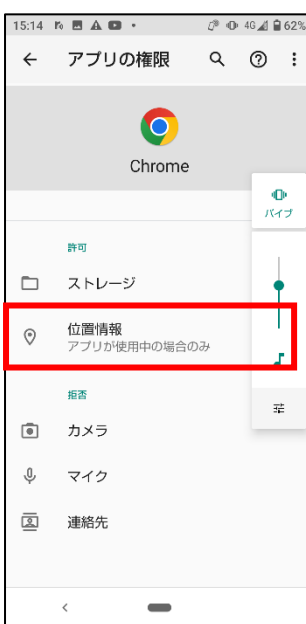 15:14 4G 62%
アプリの権限
Chrome
バイブ
許可
ストレージ
位置情報
アプリが使用中の場合のみ
拒否
カメラ
マイク
連絡先